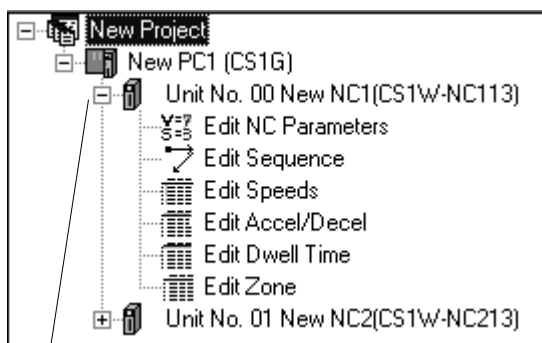 New Project
New PC1 (CS1G)
Unit No. 00 New NC1(CS1W-NC113)
Edit NC Parameters
Edit Sequence
Edit Speeds
Edit Accel/Decel
Edit Dwell Time
Edit Zone
Unit No. 01 New NC2(CS1W-NC213)